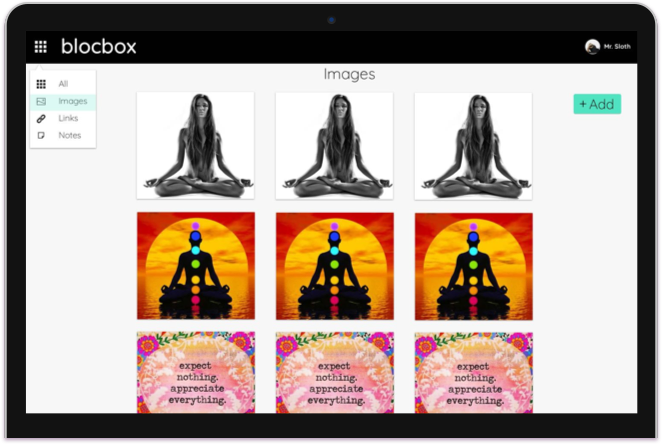 blocbox
Mr. Sloth
All
Images
Links
Notes
Images
+ Add
expect
nothing.
appreciate
everything.
expect
nothing.
appreciate
everything.
expect
nothing.
appreciate
everything.